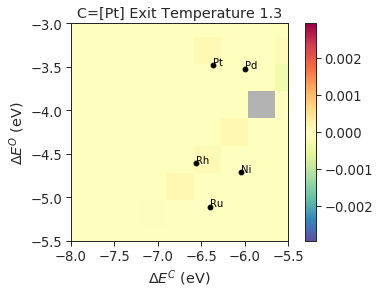 C=[Pt] Exit Temperature 1.3
−3.0
−3.5
−4.0
−4.5
−5.0
−5.5
ΔE^O (eV)
Pt
Pd
Rh
Ni
Ru
−8.0 −7.5 −7.0 −6.5 −6.0 −5.5
ΔE^C (eV)
0.002
0.001
0.000
−0.001
−0.002